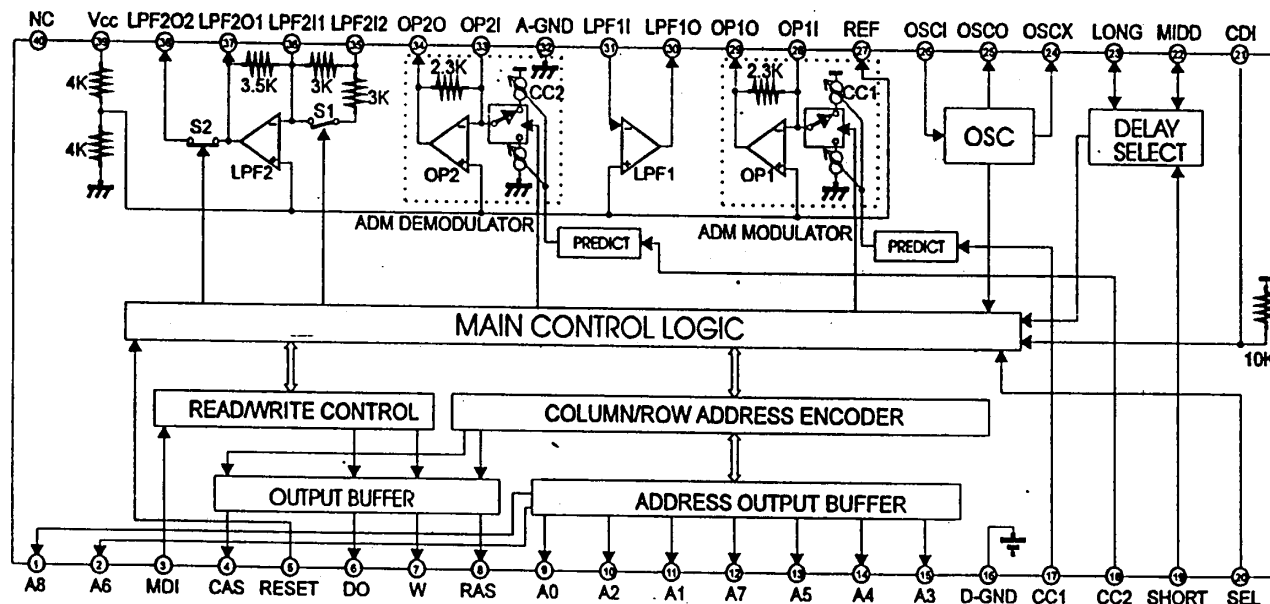 NC Vcc LPF2O2 LPF2O1 LPF2I1 LPF2I2 OP2O OP2I A-GND LPF1I LPF1O OP1O OP1I REF OSCI OSCO OSCX LONG MIDD CDI
40 39 38 37 36 35 34 33 32 31 30 29 28 27 26 25 24 23 22 21
4K 3.5K 3K 3K 2.3K CC2 2.3K CC1
4K S2 S1 OSC DELAY
SELECT
LPF2 OP2 LPF1 OP1
ADM DEMODULATOR PREDICT ADM MODULATOR PREDICT
MAIN CONTROL LOGIC
10K
READ/WRITE CONTROL COLUMN/ROW ADDRESS ENCODER
OUTPUT BUFFER ADDRESS OUTPUT BUFFER
1 2 3 4 5 6 7 8 9 10 11 12 13 14 15 16 17 18 19 20
A8 A6 MDI CAS RESET DO W RAS A0 A2 A1 A7 A5 A4 A3 D-GND CC1 CC2 SHORT SEL